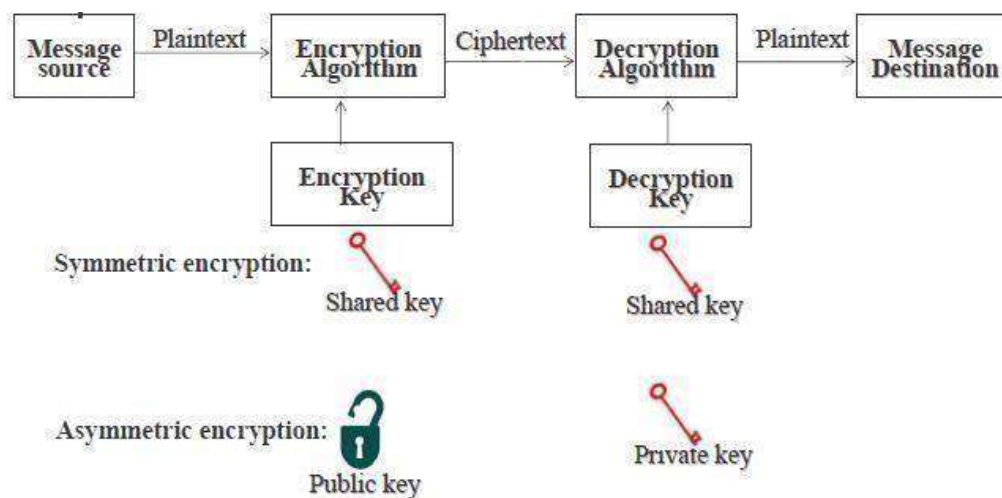 Message
source
Plaintext
Encryption
Algorithm
Ciphertext
Decryption
Algorithm
Plaintext
Message
Destination
Encryption
Key
Decryption
Key
Symmetric encryption:
Shared key
Shared key
Asymmetric encryption:
Public key
Private key